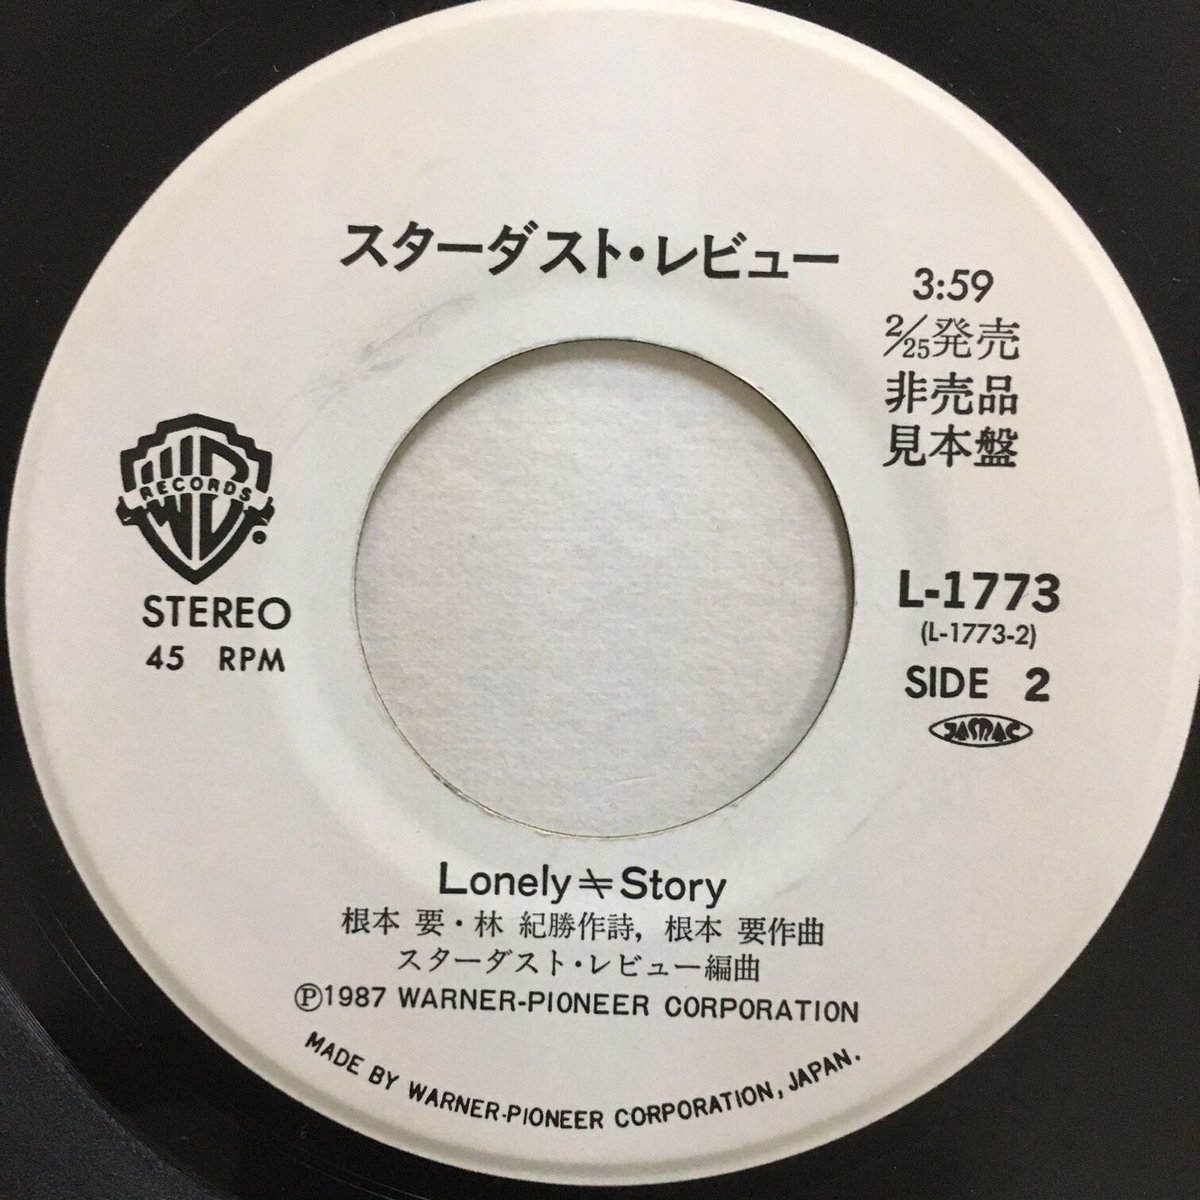 スターダスト・レビュー
3:59
2/25発売
非売品
見本盤
W RECORDS
STEREO
45 RPM
L-1773
(L-1773-2)
SIDE 2
JASRAC
Lonely≒Story
根本 要・林 紀勝作詩, 根本 要作曲
スターダスト・レビュー編曲
Ⓟ1987 WARNER-PIONEER CORPORATION
MADE BY WARNER-PIONEER CORPORATION, JAPAN.